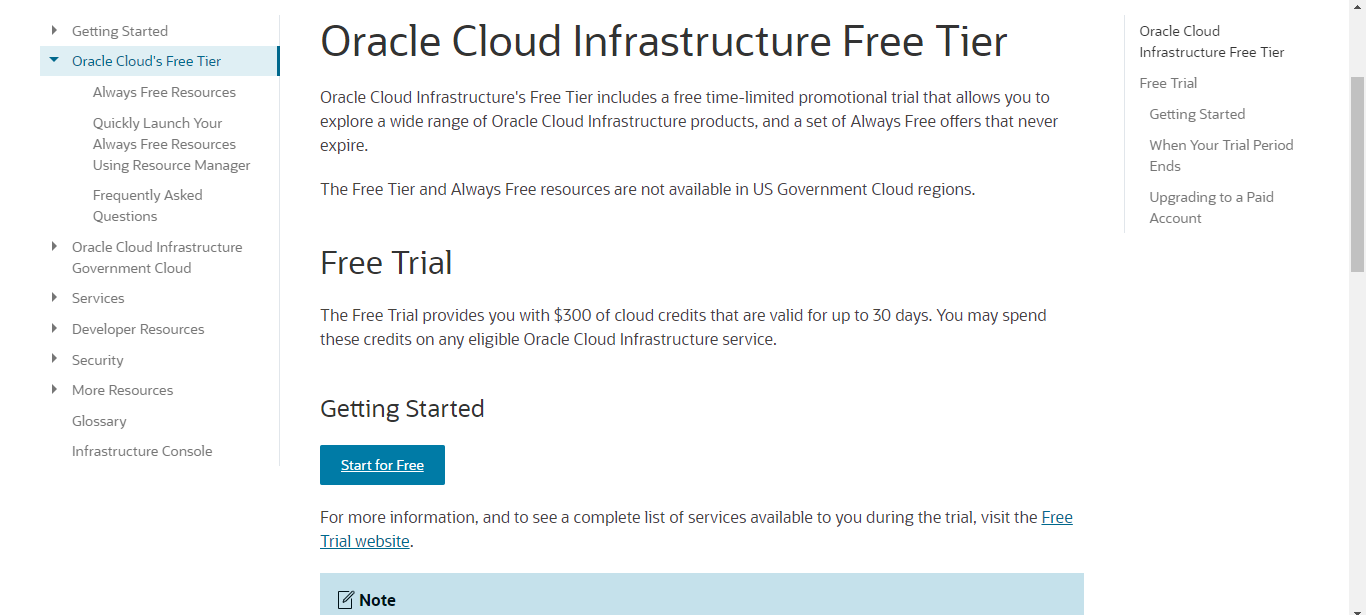 Getting Started
Oracle Cloud's Free Tier
Always Free Resources
Quickly Launch Your
Always Free Resources
Using Resource Manager
Frequently Asked
Questions
Oracle Cloud Infrastructure
Government Cloud
Services
Developer Resources
Security
More Resources
Glossary
Infrastructure Console
Oracle Cloud Infrastructure Free Tier
Oracle Cloud Infrastructure's Free Tier includes a free time-limited promotional trial that allows you to
explore a wide range of Oracle Cloud Infrastructure products, and a set of Always Free offers that never
expire.
The Free Tier and Always Free resources are not available in US Government Cloud regions.
Free Trial
The Free Trial provides you with $300 of cloud credits that are valid for up to 30 days. You may spend
these credits on any eligible Oracle Cloud Infrastructure service.
Getting Started
Start for Free
For more information, and to see a complete list of services available to you during the trial, visit the Free
Trial website.
Note
Oracle Cloud
Infrastructure Free Tier
Free Trial
Getting Started
When Your Trial Period
Ends
Upgrading to a Paid
Account